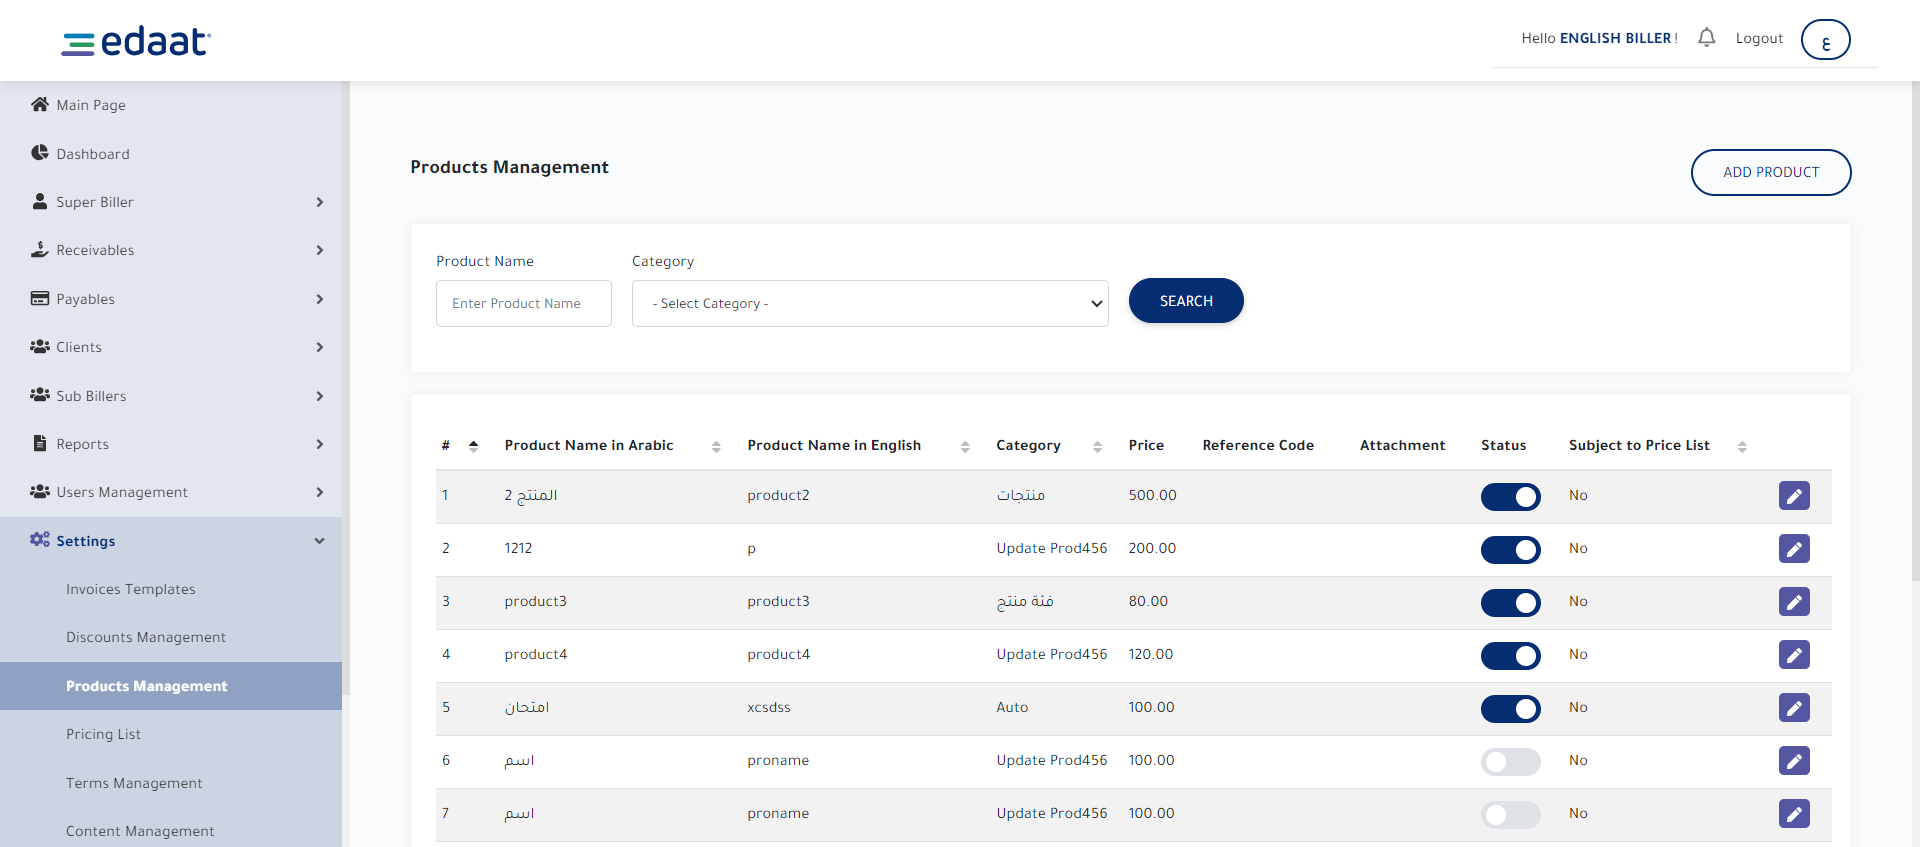 edaat
Hello ENGLISH BILLER !
Logout
ع
Main Page
Dashboard
Super Biller
Receivables
Payables
Clients
Sub Billers
Reports
Users Management
Settings
Invoices Templates
Discounts Management
Products Management
Pricing List
Terms Management
Content Management
Products Management
ADD PRODUCT
Product Name
Category
Enter Product Name
- Select Category -
SEARCH
# Product Name in Arabic Product Name in English Category Price Reference Code Attachment Status Subject to Price List
1 المنتج 2 product2 منتجات 500.00 No
2 1212 p Update Prod456 200.00 No
3 product3 product3 فئة منتج 80.00 No
4 product4 product4 Update Prod456 120.00 No
5 امتحان xcsdss Auto 100.00 No
6 اسم proname Update Prod456 100.00 No
7 اسم proname Update Prod456 100.00 No